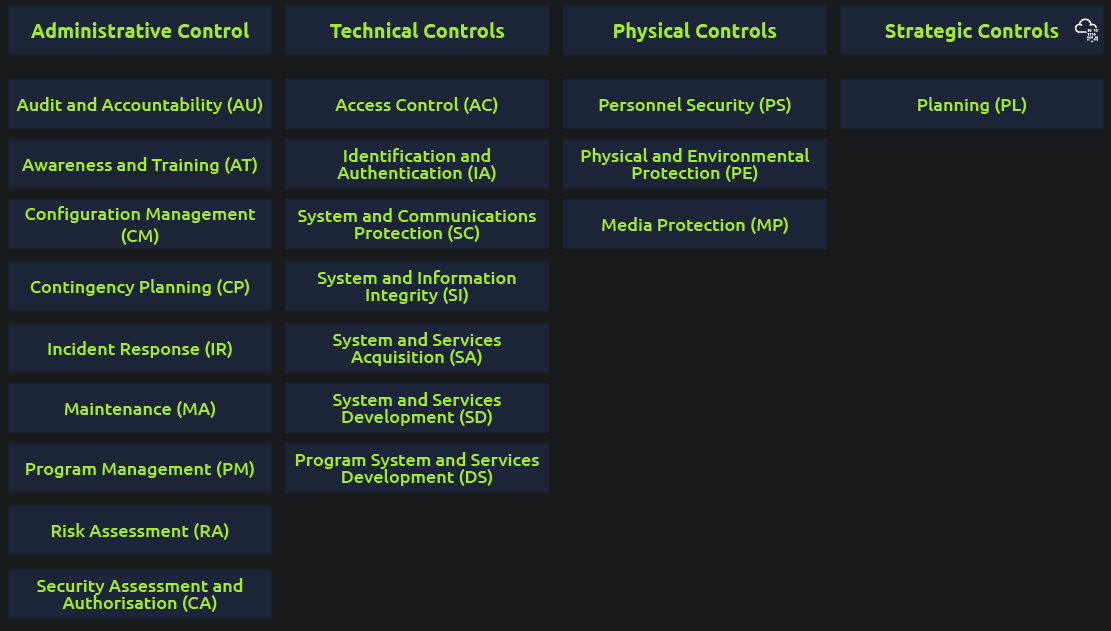 Administrative Control
Technical Controls
Physical Controls
Strategic Controls
Audit and Accountability (AU)
Access Control (AC)
Personnel Security (PS)
Planning (PL)
Awareness and Training (AT)
Identification and
Authentication (IA)
Physical and Environmental
Protection (PE)
Configuration Management
(CM)
System and Communications
Protection (SC)
Media Protection (MP)
Contingency Planning (CP)
System and Information
Integrity (SI)
Incident Response (IR)
System and Services
Acquisition (SA)
Maintenance (MA)
System and Services
Development (SD)
Program Management (PM)
Program System and Services
Development (DS)
Risk Assessment (RA)
Security Assessment and
Authorisation (CA)